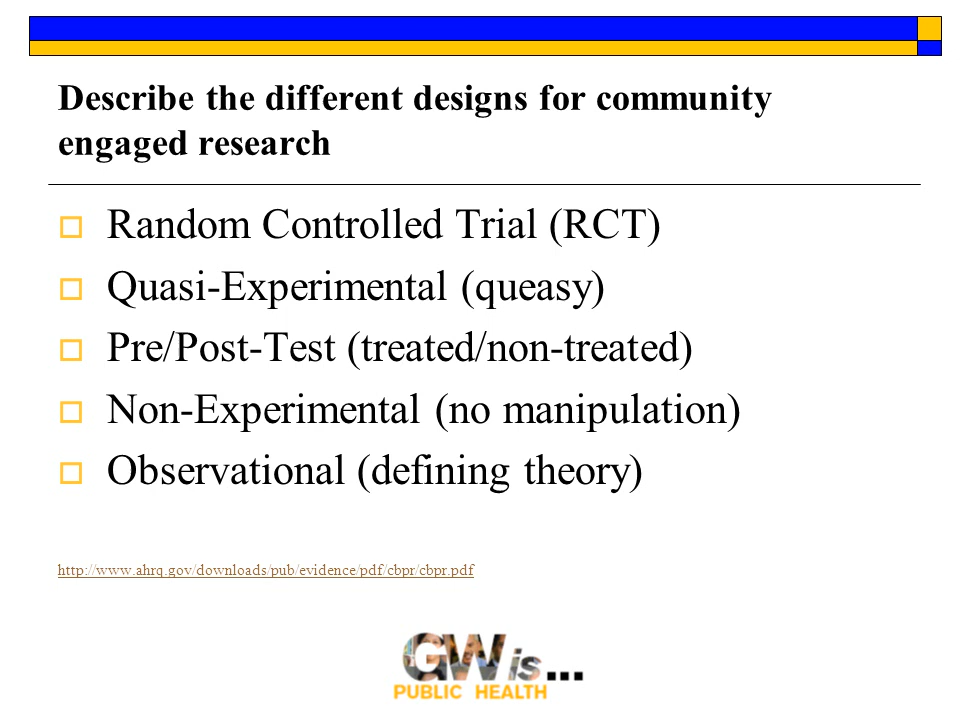 Describe the different designs for community
engaged research
Random Controlled Trial (RCT)
Quasi-Experimental (queasy)
Pre/Post-Test (treated/non-treated)
Non-Experimental (no manipulation)
Observational (defining theory)
http://www.ahrq.gov/downloads/pub/evidence/pdf/cbpr/cbpr.pdf
GW is...
PUBLIC HEALTH